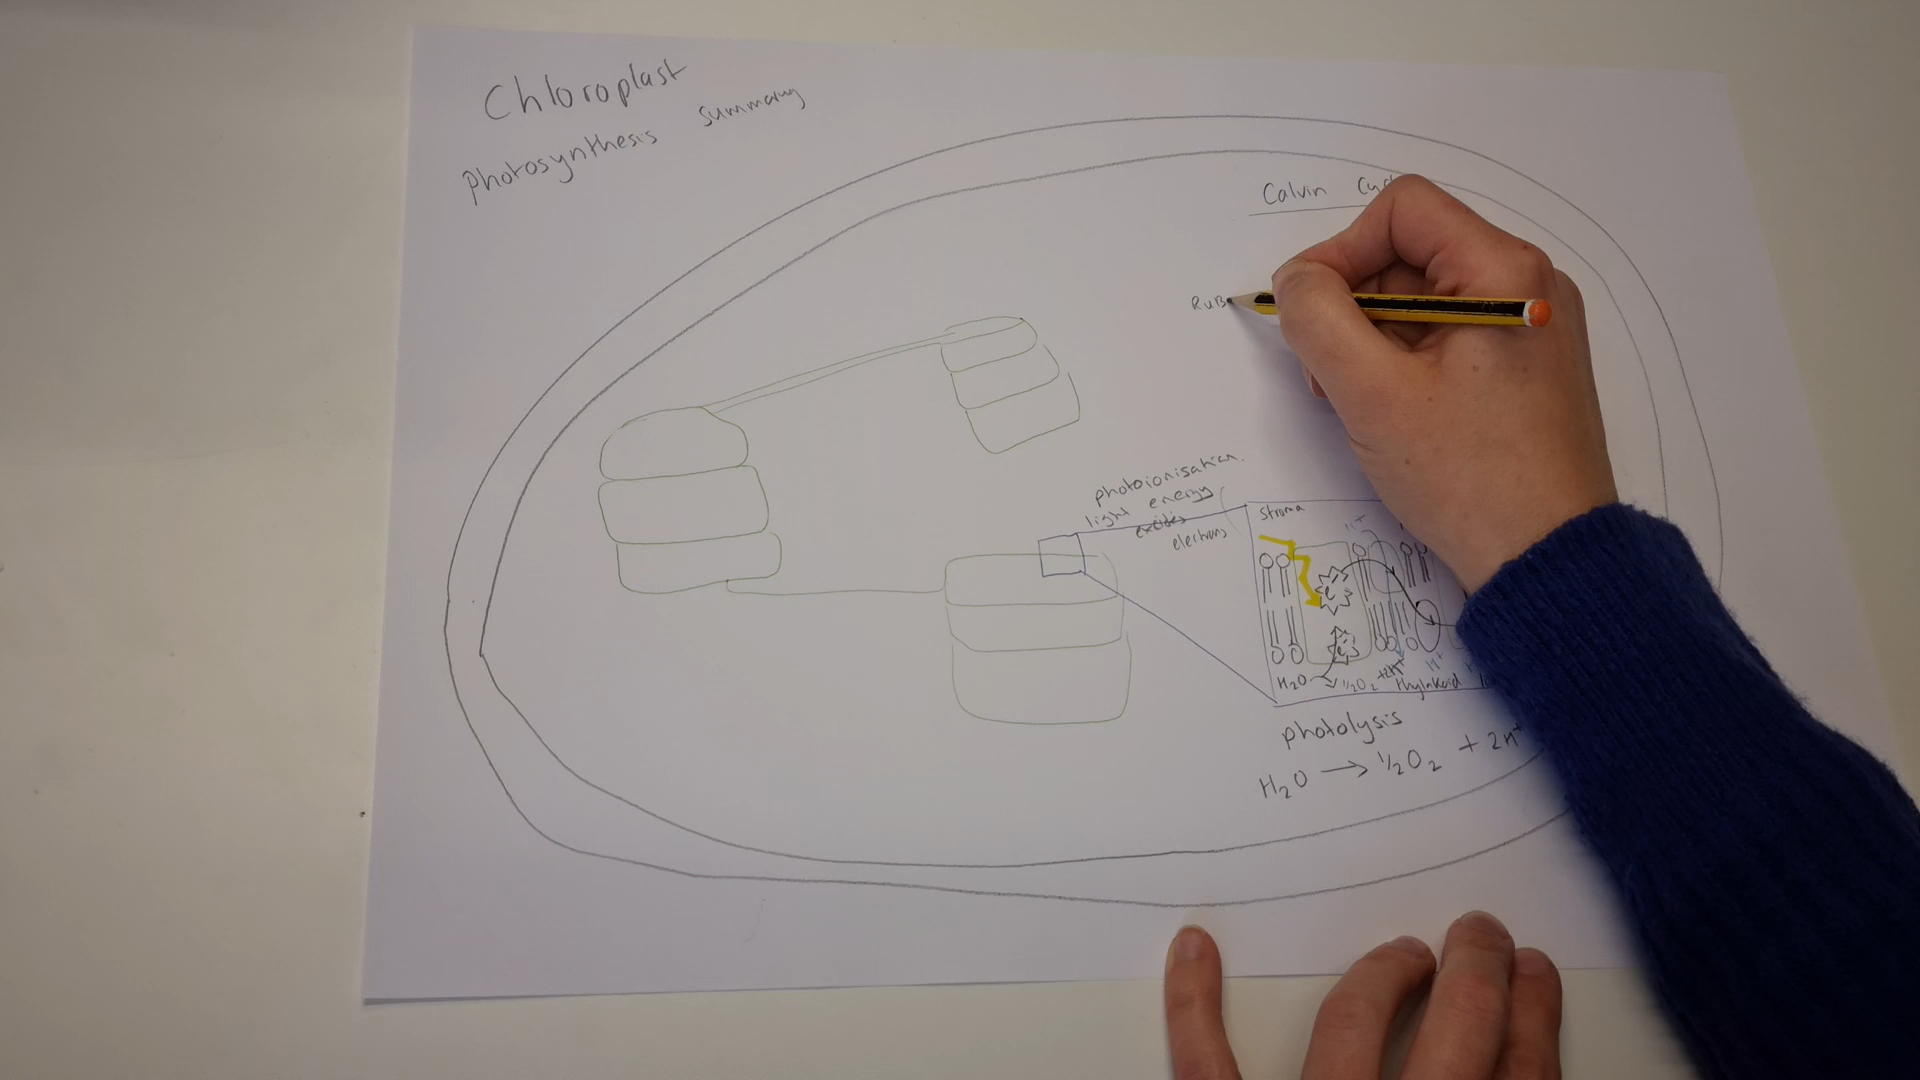 Chloroplast
Photosynthesis summary
Calvin
RuB
photoionisation.
light energy
excites
electrons
Stroma
H+
e-
e-
H2O
1/2O2 +2H+
H+
Thylakoid
photolysis
H2O → 1/2O2 + 2H+